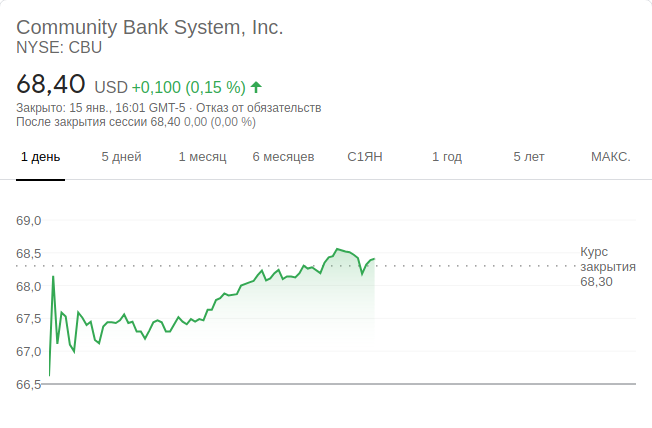 Community Bank System, Inc.
NYSE: CBU
68,40 USD +0,100 (0,15 %)
Закрыто: 15 янв., 16:01 GMT-5 · Отказ от обязательств
После закрытия сессии 68,40 0,00 (0,00 %)
1 день 5 дней 1 месяц 6 месяцев С1ЯН 1 год 5 лет МАКС.
69,0
68,5
Курс
закрытия
68,30
68,0
67,5
67,0
66,5